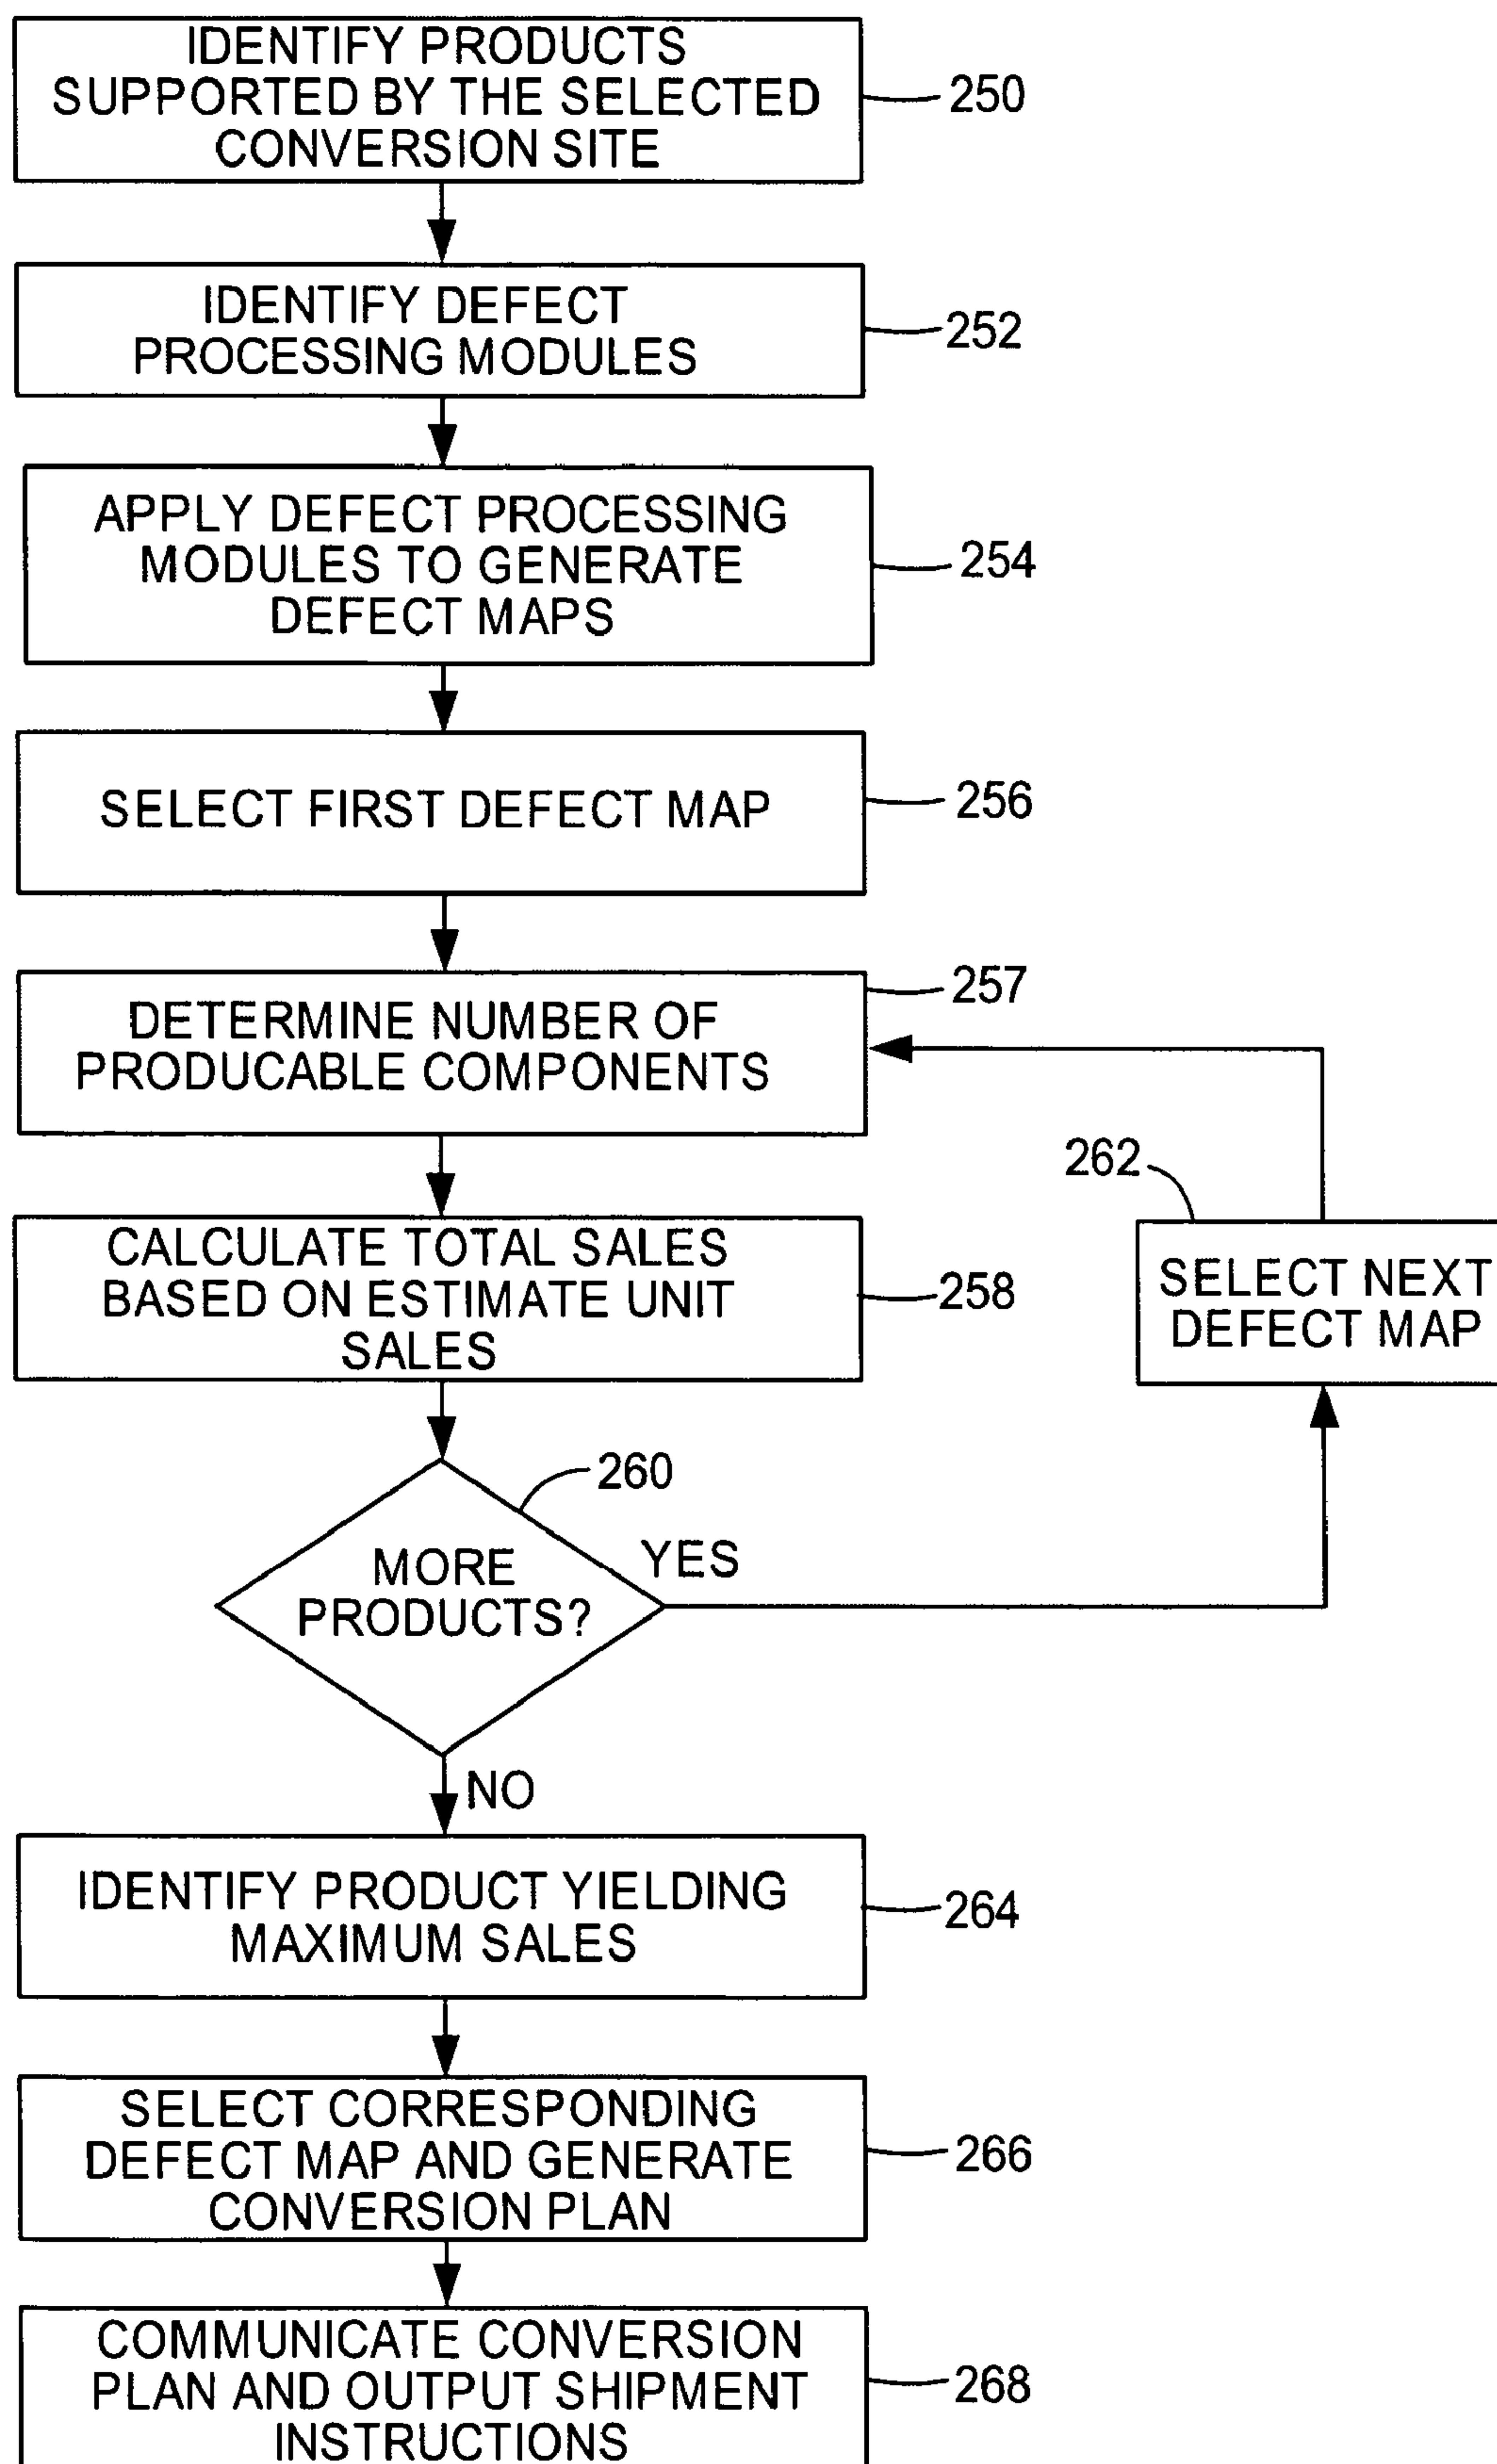 IDENTIFY PRODUCTS
SUPPORTED BY THE SELECTED
CONVERSION SITE
250
IDENTIFY DEFECT
PROCESSING MODULES
252
APPLY DEFECT PROCESSING
MODULES TO GENERATE
DEFECT MAPS
254
SELECT FIRST DEFECT MAP
256
DETERMINE NUMBER OF
PRODUCABLE COMPONENTS
257
CALCULATE TOTAL SALES
BASED ON ESTIMATE UNIT
SALES
258
262
SELECT NEXT
DEFECT MAP
260
MORE
PRODUCTS?
YES
NO
IDENTIFY PRODUCT YIELDING
MAXIMUM SALES
264
SELECT CORRESPONDING
DEFECT MAP AND GENERATE
CONVERSION PLAN
266
COMMUNICATE CONVERSION
PLAN AND OUTPUT SHIPMENT
INSTRUCTIONS
268